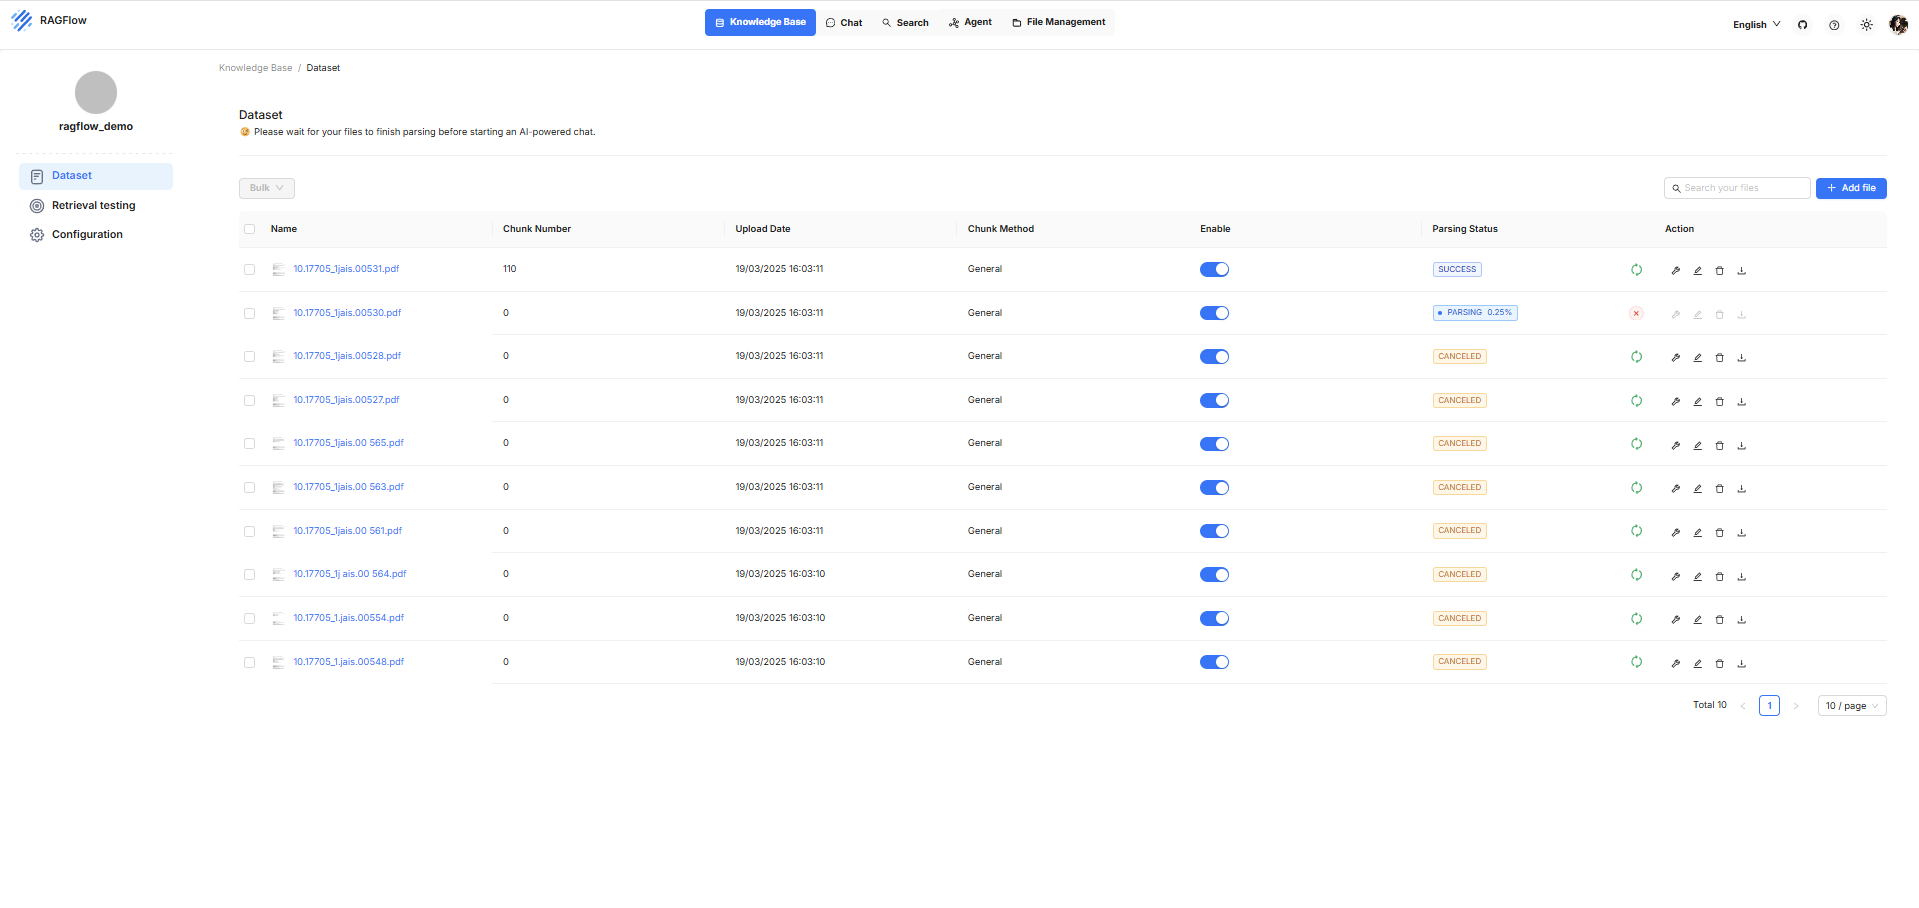 RAGFlow
Knowledge Base Chat Search Agent File Management
English
ragflow_demo
Dataset
Retrieval testing
Configuration
Knowledge Base / Dataset
Dataset
Please wait for your files to finish parsing before starting an AI-powered chat.
Bulk
Search your files
Add file
Name Chunk Number Upload Date Chunk Method Enable Parsing Status Action
10.17705_1jais.00531.pdf 110 19/03/2025 16:03:11 General SUCCESS
10.17705_1jais.00530.pdf 0 19/03/2025 16:03:11 General PARSING 0.25%
10.17705_1jais.00528.pdf 0 19/03/2025 16:03:11 General CANCELED
10.17705_1jais.00527.pdf 0 19/03/2025 16:03:11 General CANCELED
10.17705_1jais.00 565.pdf 0 19/03/2025 16:03:11 General CANCELED
10.17705_1jais.00 563.pdf 0 19/03/2025 16:03:11 General CANCELED
10.17705_1jais.00 561.pdf 0 19/03/2025 16:03:11 General CANCELED
10.17705_1j ais.00 564.pdf 0 19/03/2025 16:03:10 General CANCELED
10.17705_1.jais.00554.pdf 0 19/03/2025 16:03:10 General CANCELED
10.17705_1.jais.00548.pdf 0 19/03/2025 16:03:10 General CANCELED
Total 10 < 1 > 10 / page